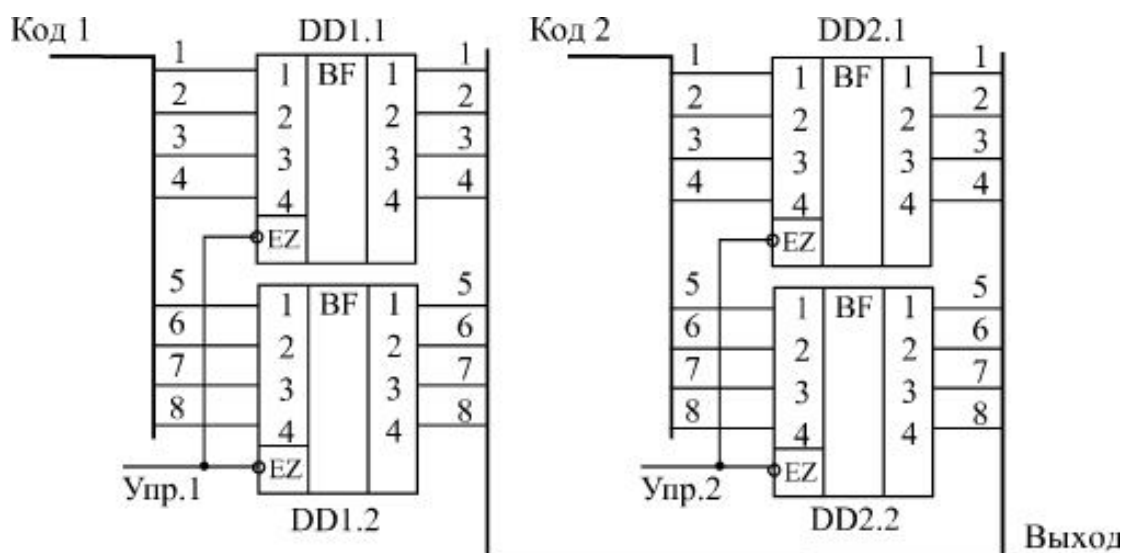 Код 1 DD1.1 Код 2 DD2.1
1 1 BF 1 1 1 1 BF 1 1
2 2 2 2 2 2 2 2
3 3 3 3 3 3 3 3
4 4 4 4 4 4 4 4
EZ EZ
5 1 BF 1 5 5 1 BF 1 5
6 2 2 6 6 2 2 6
7 3 3 7 7 3 3 7
8 4 4 8 8 4 4 8
EZ EZ
Упр.1 Упр.2
DD1.2 DD2.2
Выход